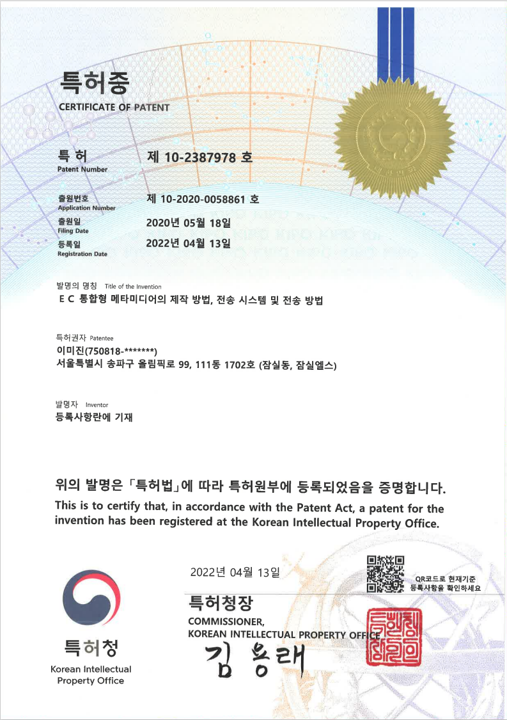 특허증
CERTIFICATE OF PATENT
특 허
Patent Number
제 10-2387978 호
출원번호
Application Number
제 10-2020-0058861 호
출원일
Filing Date
2020년 05월 18일
등록일
Registration Date
2022년 04월 13일
발명의 명칭 Title of the Invention
E C 통합형 메타미디어의 제작 방법, 전송 시스템 및 전송 방법
특허권자 Patentee
이미진(750818-*******)
서울특별시 송파구 올림픽로 99, 111동 1702호 (잠실동, 잠실엘스)
발명자 Inventor
등록사항란에 기재
위의 발명은 「특허법」에 따라 특허원부에 등록되었음을 증명합니다.
This is to certify that, in accordance with the Patent Act, a patent for the
invention has been registered at the Korean Intellectual Property Office.
2022년 04월 13일
QR코드로 현재기준
등록사항을 확인하세요
특허청장
COMMISSIONER,
KOREAN INTELLECTUAL PROPERTY OFFICE
김용래
특허청
Korean Intellectual
Property Office